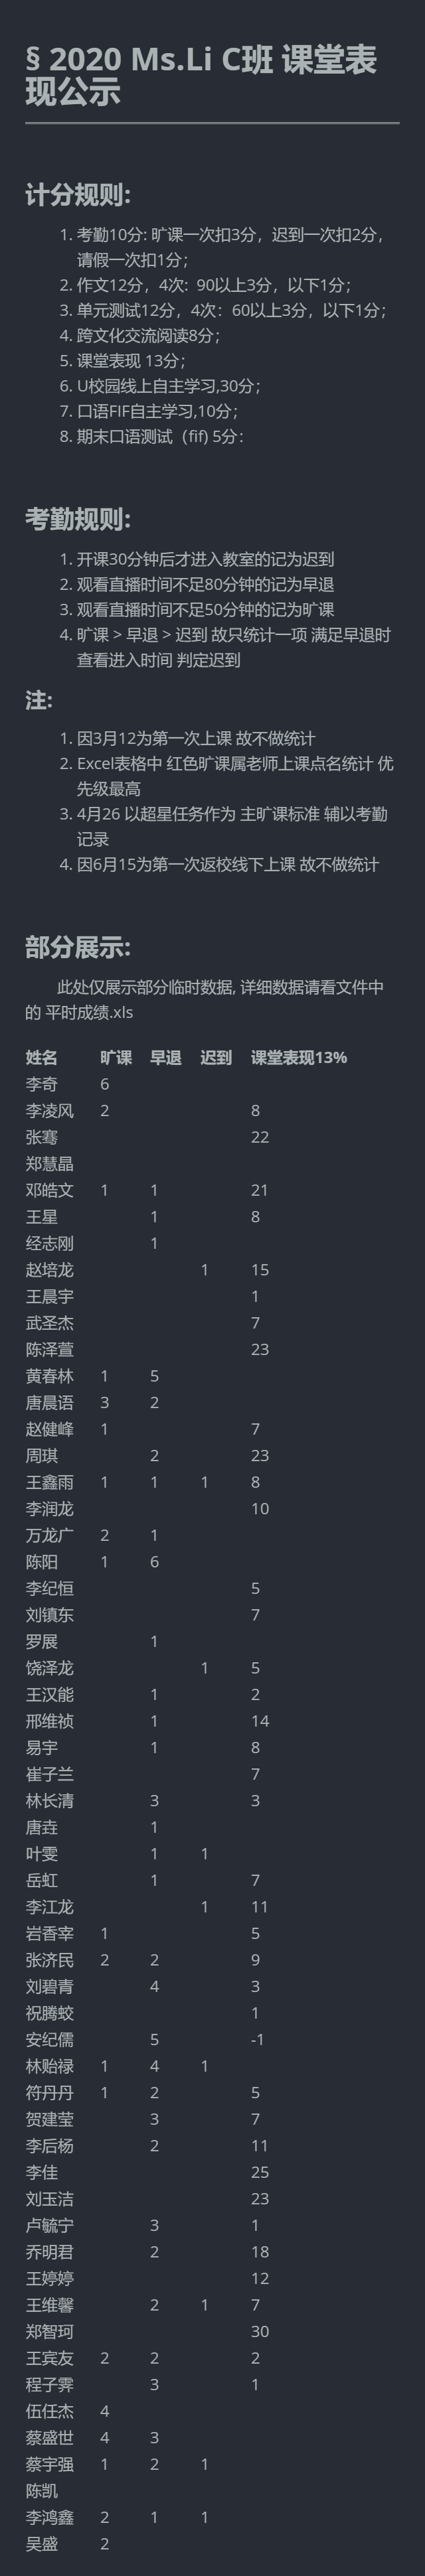 § 2020 Ms.Li C班 课堂表
现公示
计分规则:
1. 考勤10分: 旷课一次扣3分，迟到一次扣2分，
请假一次扣1分；
2. 作文12分，4次：90以上3分，以下1分；
3. 单元测试12分，4次：60以上3分，以下1分；
4. 跨文化交流阅读8分；
5. 课堂表现 13分；
6. U校园线上自主学习,30分；
7. 口语FIF自主学习,10分；
8. 期末口语测试（fif) 5分：
考勤规则:
1. 开课30分钟后才进入教室的记为迟到
2. 观看直播时间不足80分钟的记为早退
3. 观看直播时间不足50分钟的记为旷课
4. 旷课 > 早退 > 迟到 故只统计一项 满足早退时
查看进入时间 判定迟到
注:
1. 因3月12为第一次上课 故不做统计
2. Excel表格中 红色旷课属老师上课点名统计 优
先级最高
3. 4月26 以超星任务作为 主旷课标准 辅以考勤
记录
4. 因6月15为第一次返校线下上课 故不做统计
部分展示:
此处仅展示部分临时数据, 详细数据请看文件中
的 平时成绩.xls
姓名 旷课 早退 迟到 课堂表现13%
李奇 6
李凌风 2 8
张骞 22
郑慧晶
邓皓文 1 1 21
王星 1 8
经志刚 1
赵培龙 1 15
王晨宇 1
武圣杰 7
陈泽萱 23
黄春林 1 5
唐晨语 3 2
赵健峰 1 7
周琪 2 23
王鑫雨 1 1 1 8
李润龙 10
万龙广 2 1
陈阳 1 6
李纪恒 5
刘镇东 7
罗展 1
饶泽龙 1 5
王汉能 1 2
邢维祯 1 14
易宇 1 8
崔子兰 7
林长清 3 3
唐垚 1
叶雯 1 1
岳虹 1 7
李江龙 1 11
岩香宰 1 5
张济民 2 2 9
刘碧青 4 3
祝腾蛟 1
安纪儒 5 -1
林贻禄 1 4 1
符丹丹 1 2 5
贺建莹 3 7
李后杨 2 11
李佳 25
刘玉洁 23
卢毓宁 3 1
乔明君 2 18
王婷婷 12
王维馨 2 1 7
郑智珂 30
王宾友 2 2 2
程子霁 3 1
伍任杰 4
蔡盛世 4 3
蔡宇强 1 2 1
陈凯
李鸿鑫 2 1 1
吴盛 2